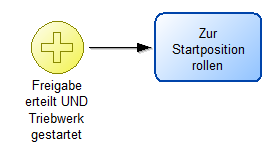 Freigabe
erteilt UND
Triebwerk
gestartet
Zur
Startposition
rollen